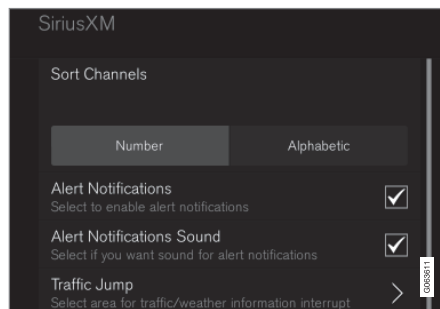 SiriusXM
Sort Channels
Number Alphabetic
Alert Notifications
Select to enable alert notifications
Alert Notifications Sound
Select if you want sound for alert notifications
Traffic Jump
Select area for traffic/weather information interrupt
G063611